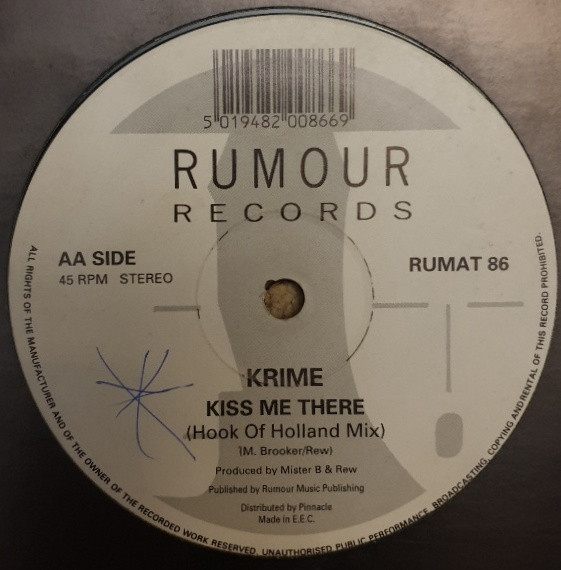 5 019482 008669
RUMOUR
RECORDS
AA SIDE
45 RPM STEREO
RUMAT 86
KRIME
KISS ME THERE
(Hook Of Holland Mix)
(M. Brooker/Rew)
Produced by Mister B & Rew
Published by Rumour Music Publishing
Distributed by Pinnacle
Made in E.E.C.
ALL RIGHTS OF THE MANUFACTURER AND OF THE OWNER OF THE RECORDED WORK RESERVED. UNAUTHORISED PUBLIC PERFORMANCE, BROADCASTING, COPYING AND RENTAL OF THIS RECORD PROHIBITED.